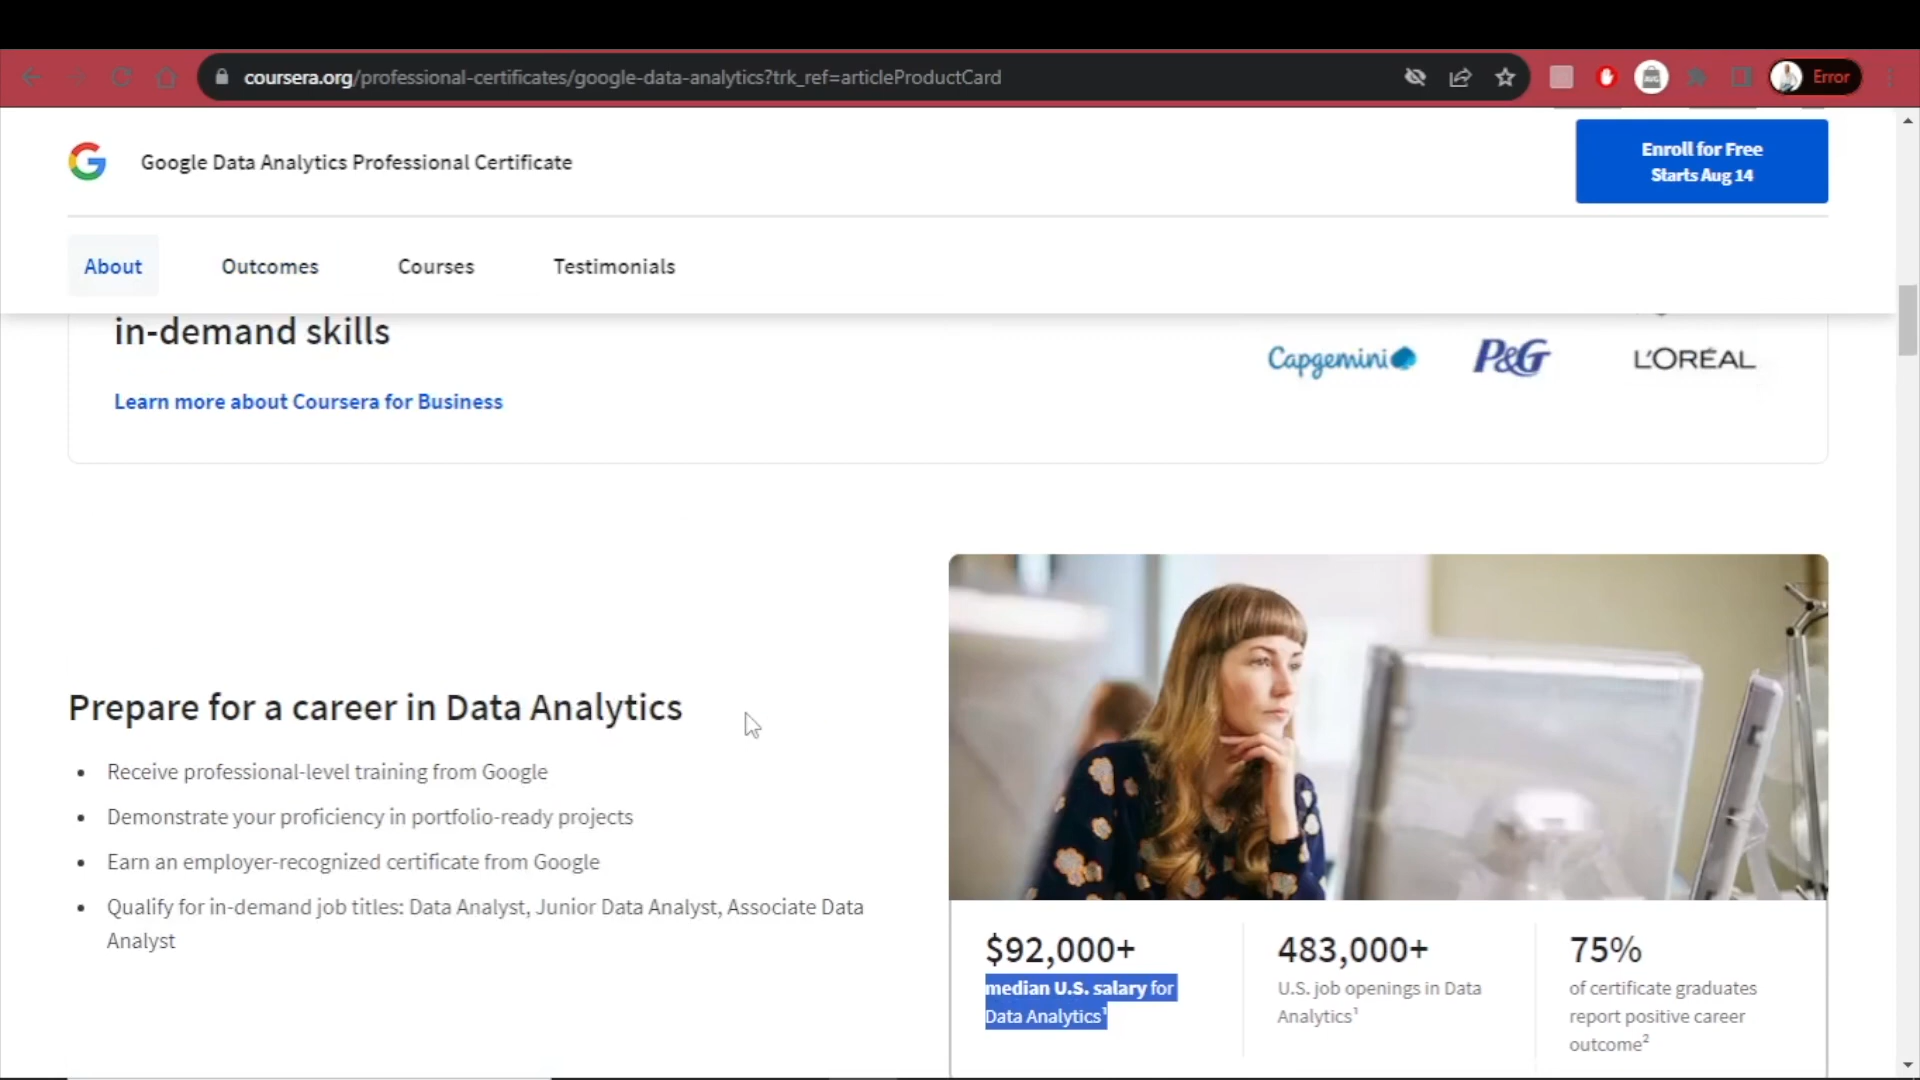 coursera.org/professional-certificates/google-data-analytics?trk_ref=articleProductCard
Error
Google Data Analytics Professional Certificate
Enroll for Free
Starts Aug 14
About
Outcomes
Courses
Testimonials
in-demand skills
Capgemini
P&G
L'ORÉAL
Learn more about Coursera for Business
Prepare for a career in Data Analytics
• Receive professional-level training from Google
• Demonstrate your proficiency in portfolio-ready projects
• Earn an employer-recognized certificate from Google
• Qualify for in-demand job titles: Data Analyst, Junior Data Analyst, Associate Data
Analyst
$92,000+
median U.S. salary for
Data Analytics¹
483,000+
U.S. job openings in Data
Analytics¹
75%
of certificate graduates
report positive career
outcome²